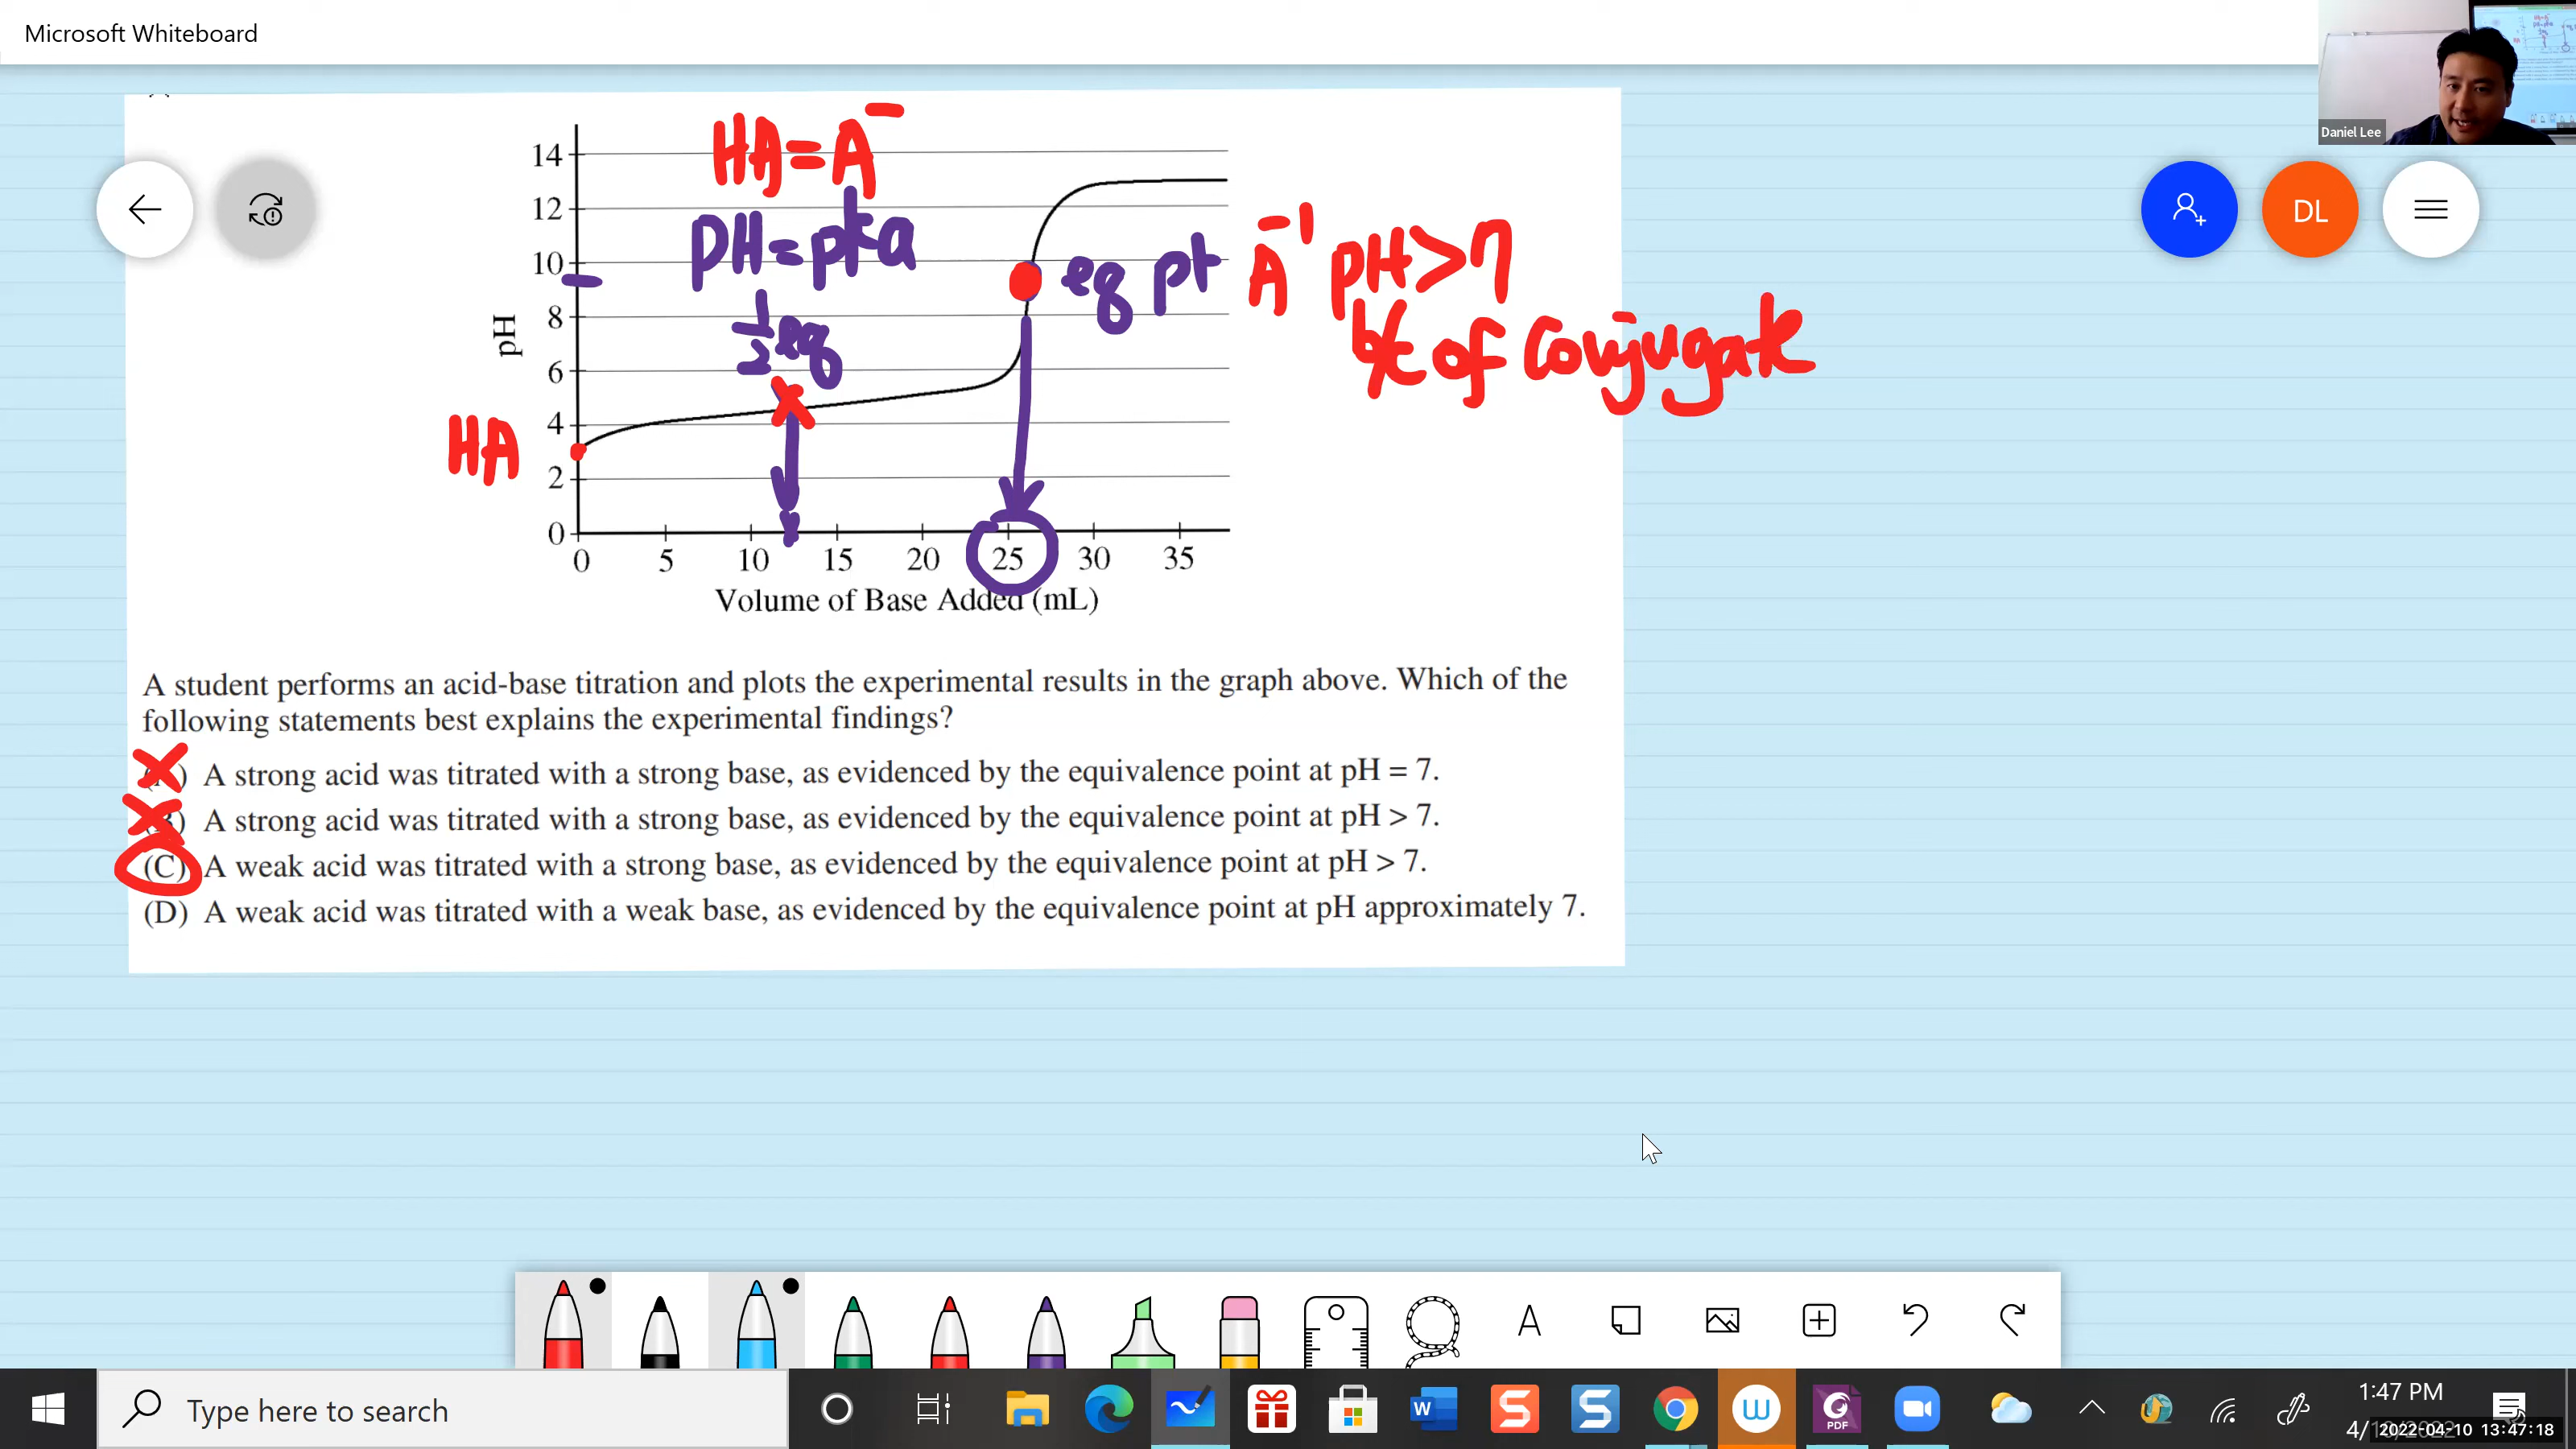 Microsoft Whiteboard
Daniel Lee
DL
HA = A⁻
pH = pka
1/2 eq
HA
eq pt A⁻¹ pH > 7
b/c of conjugate
pH
14
12
10
8
6
4
2
0
0 5 10 15 20 25 30 35
Volume of Base Added (mL)
A student performs an acid-base titration and plots the experimental results in the graph above. Which of the
following statements best explains the experimental findings?
A strong acid was titrated with a strong base, as evidenced by the equivalence point at pH = 7.
(B) A strong acid was titrated with a strong base, as evidenced by the equivalence point at pH > 7.
(C) A weak acid was titrated with a strong base, as evidenced by the equivalence point at pH > 7.
(D) A weak acid was titrated with a weak base, as evidenced by the equivalence point at pH approximately 7.
A
Type here to search
W
S
S
W
PDF
1:47 PM
2022-04-10 13:47:18